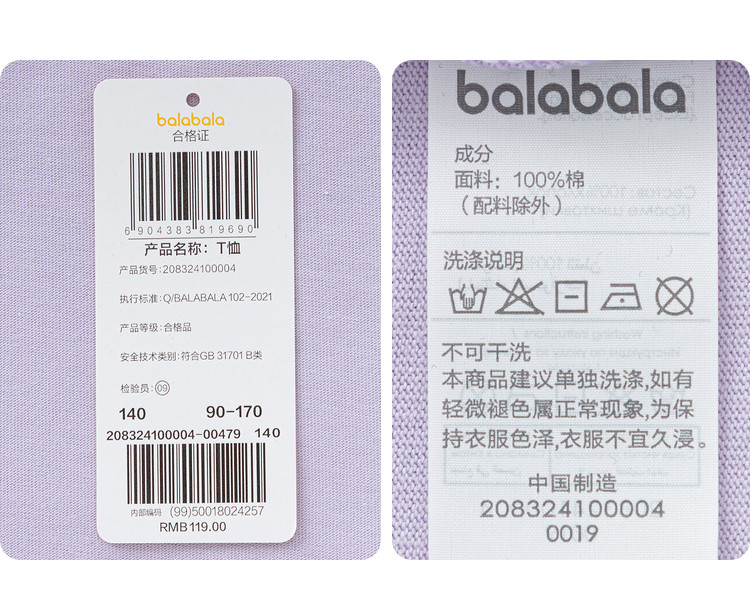 balabala
合格证
6 904383 819690
产品名称：T恤
产品货号：208324100004
执行标准：Q/BALABALA 102-2021
产品等级：合格品
安全技术类别：符合GB 31701 B类
检验员：09
140 90-170
208324100004-00479 140
内部编码 (99)50018024257
RMB119.00
balabala
成分
面料：100%棉
（配料除外）
洗涤说明
不可干洗
本商品建议单独洗涤,如有
轻微褪色属正常现象,为保
持衣服色泽,衣服不宜久浸。
中国制造
208324100004
0019